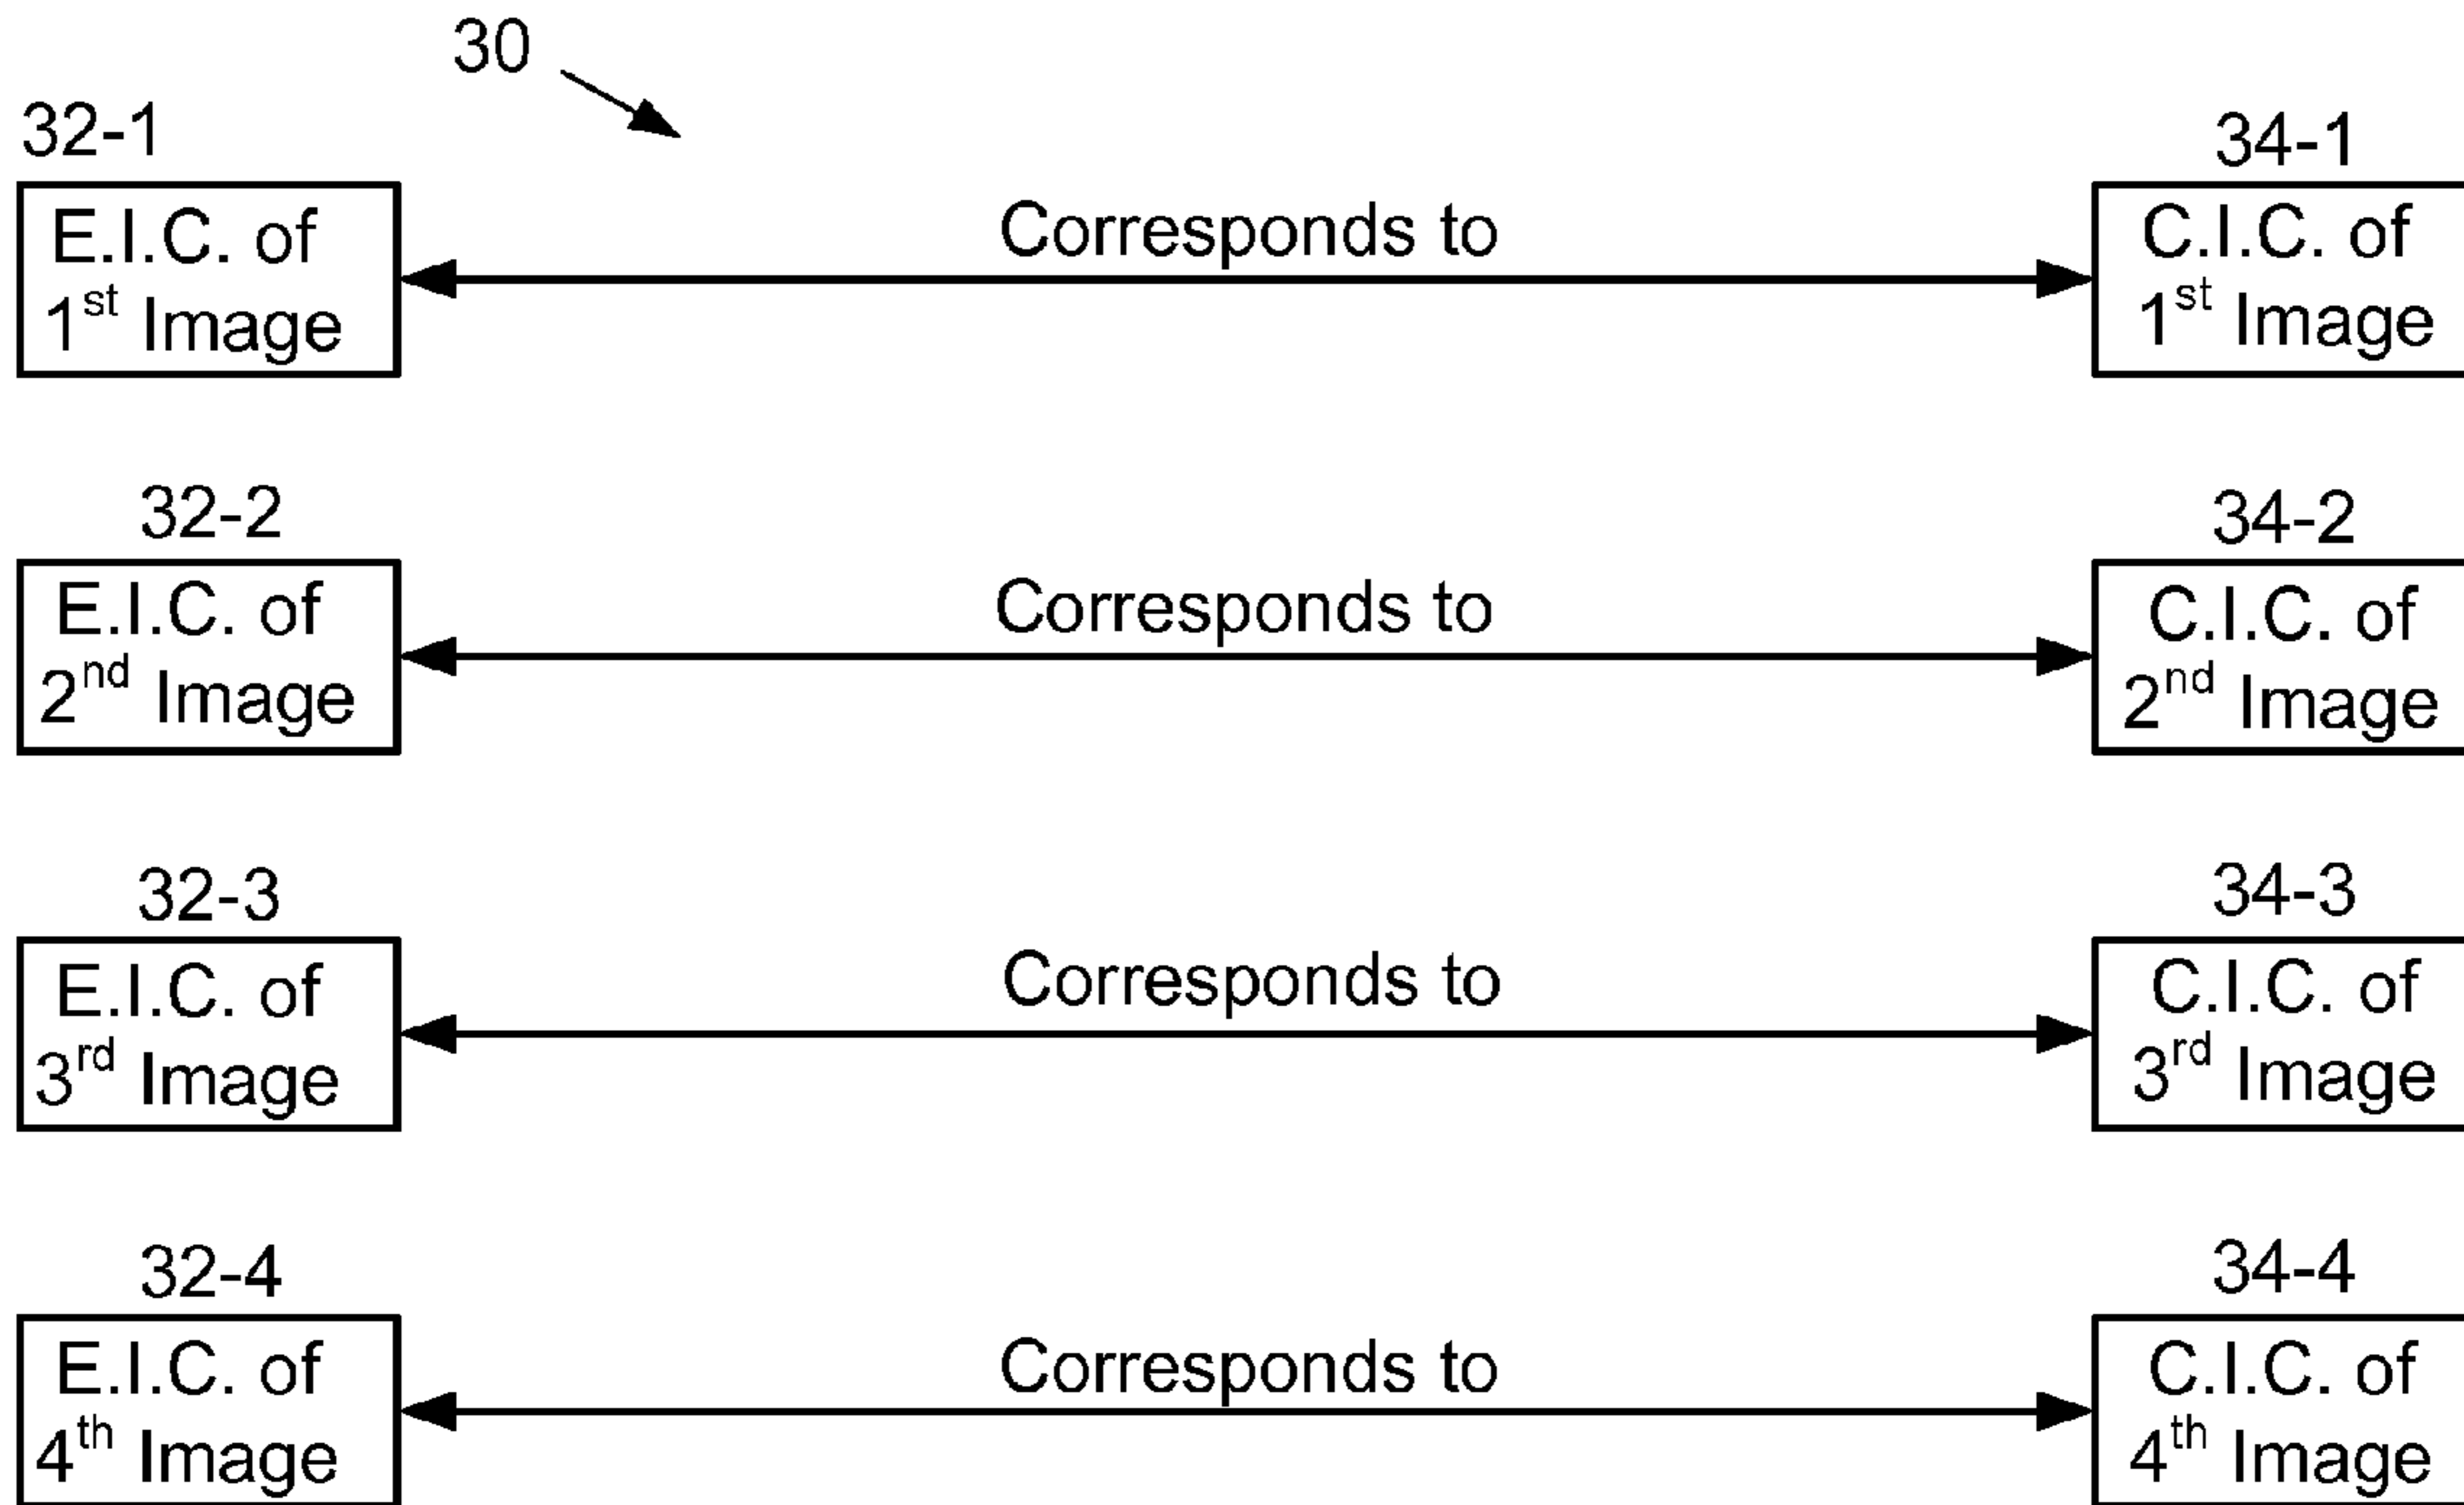 30
32-1
34-1
E.I.C. of
1st Image
Corresponds to
C.I.C. of
1st Image
32-2
34-2
E.I.C. of
2nd Image
Corresponds to
C.I.C. of
2nd Image
32-3
34-3
E.I.C. of
3rd Image
Corresponds to
C.I.C. of
3rd Image
32-4
34-4
E.I.C. of
4th Image
Corresponds to
C.I.C. of
4th Image